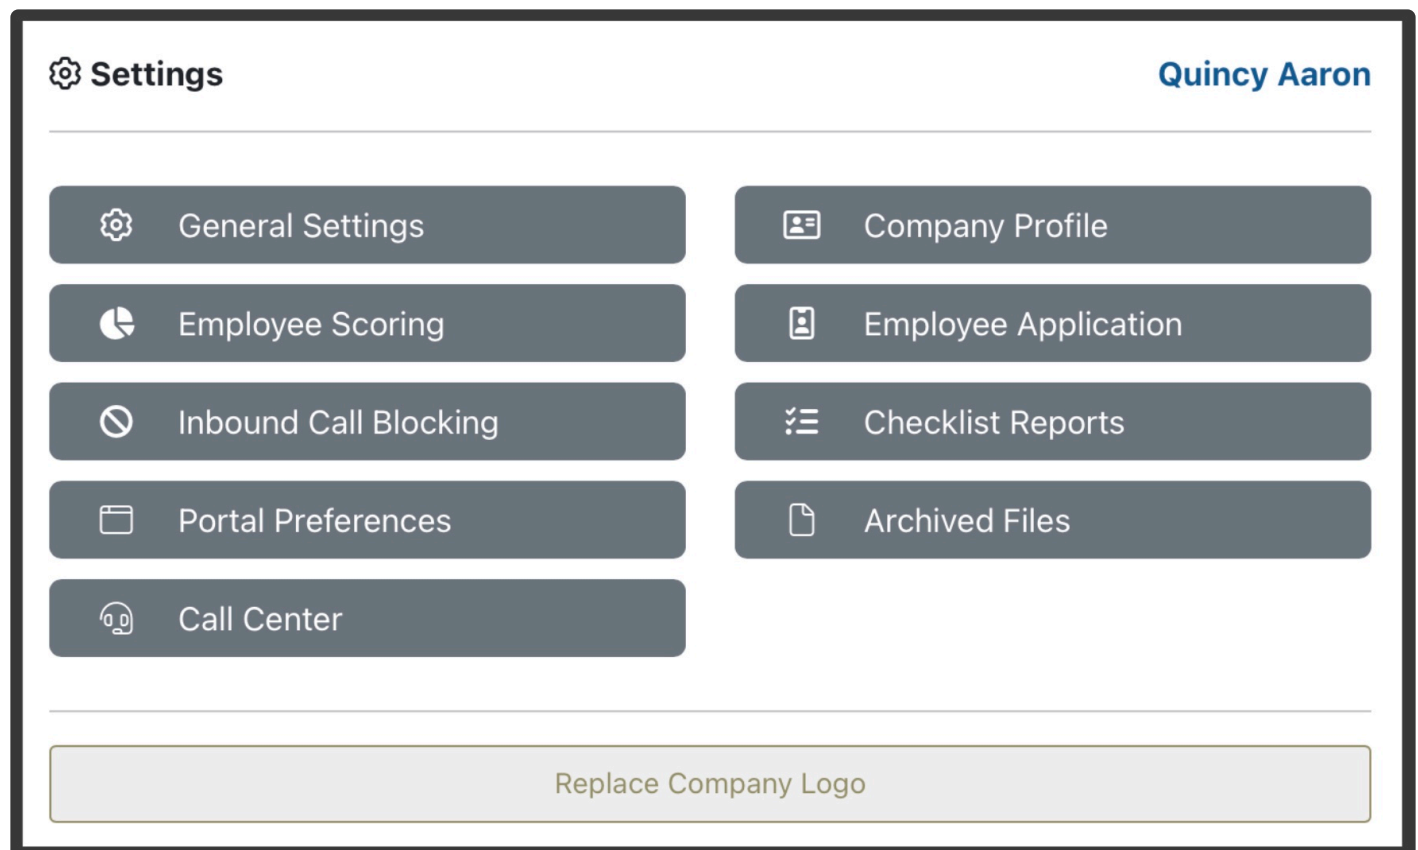 Settings
Quincy Aaron
General Settings
Company Profile
Employee Scoring
Employee Application
Inbound Call Blocking
Checklist Reports
Portal Preferences
Archived Files
Call Center
Replace Company Logo